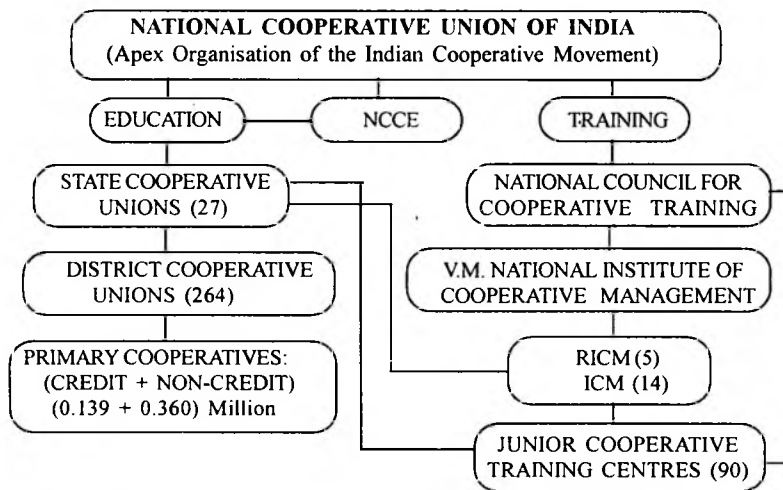 NATIONAL COOPERATIVE UNION OF INDIA
(Apex Organisation of the Indian Cooperative Movement)
EDUCATION
NCCE
TRAINING
STATE COOPERATIVE
UNIONS (27)
NATIONAL COUNCIL FOR
COOPERATIVE TRAINING
DISTRICT COOPERATIVE
UNIONS (264)
V.M. NATIONAL INSTITUTE OF
COOPERATIVE MANAGEMENT
PRIMARY COOPERATIVES:
(CREDIT + NON-CREDIT)
(0.139 + 0.360) Million
RICM (5)
ICM (14)
JUNIOR COOPERATIVE
TRAINING CENTRES (90)